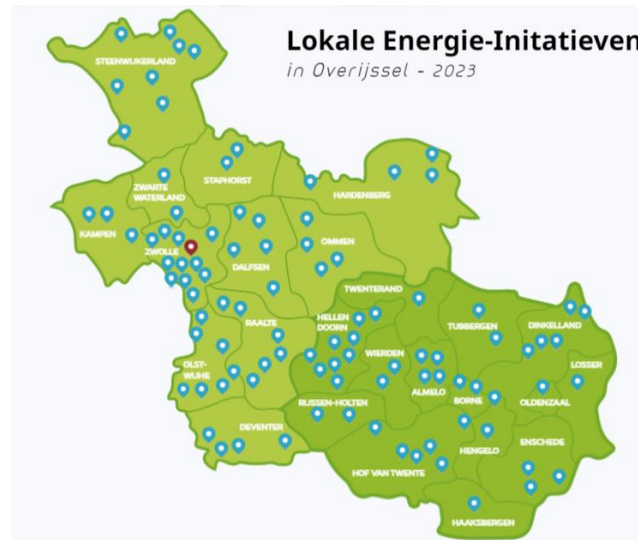 Lokale Energie-Initatieven
in Overijssel - 2023
STEENWIJKERLAND
STAPHORST
ZWARTE
WATERLAND
HARDENBERG
KAMPEN
ZWOLLE
OMMEN
DALFSEN
TWENTERAND
HELLEN
DOORN
RAALTE
TUBBERGEN
DINKELLAND
WIERDEN
OLST-
WIJHE
LOSSER
ALMELO
BORNE
OLDENZAAL
RIJSSEN-HOLTEN
DEVENTER
ENSCHEDE
HENGELO
HOF VAN TWENTE
HAAKSBERGEN